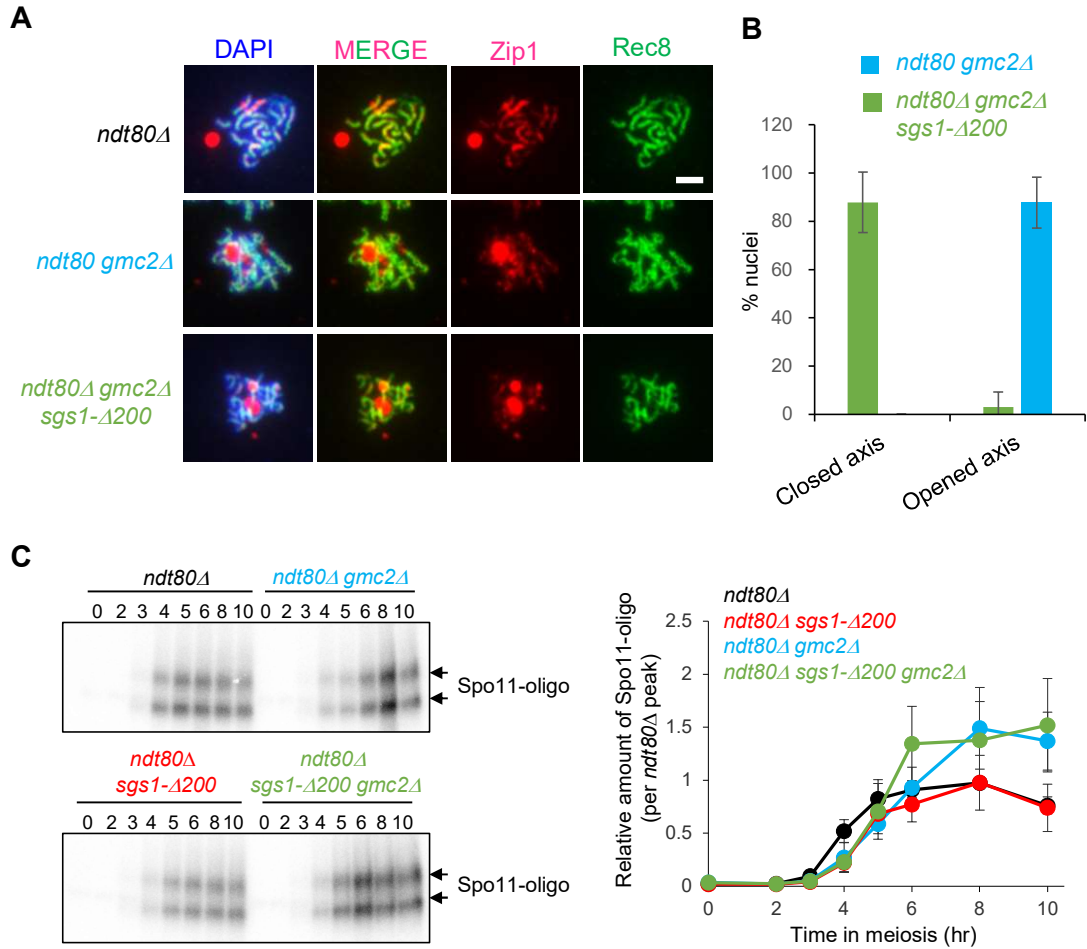 A
DAPI MERGE Zip1 Rec8
ndt80Δ
ndt80 gmc2Δ
ndt80Δ gmc2Δ
sgs1-Δ200
B
ndt80 gmc2Δ
ndt80Δ gmc2Δ
sgs1-Δ200
% nuclei
120
100
80
60
40
20
0
Closed axis
Opened axis
C
ndt80Δ ndt80Δ gmc2Δ
0 2 3 4 5 6 8 10 0 2 3 4 5 6 8 10
Spo11-oligo
ndt80Δ
sgs1-Δ200
ndt80Δ
sgs1-Δ200 gmc2Δ
0 2 3 4 5 6 8 10 0 2 3 4 5 6 8 10
Spo11-oligo
Relative amount of Spo11-oligo
(per ndt80Δ peak)
ndt80Δ
ndt80Δ sgs1-Δ200
ndt80Δ gmc2Δ
ndt80Δ sgs1-Δ200 gmc2Δ
2.5
2
1.5
1
0.5
0
0 2 4 6 8 10
Time in meiosis (hr)